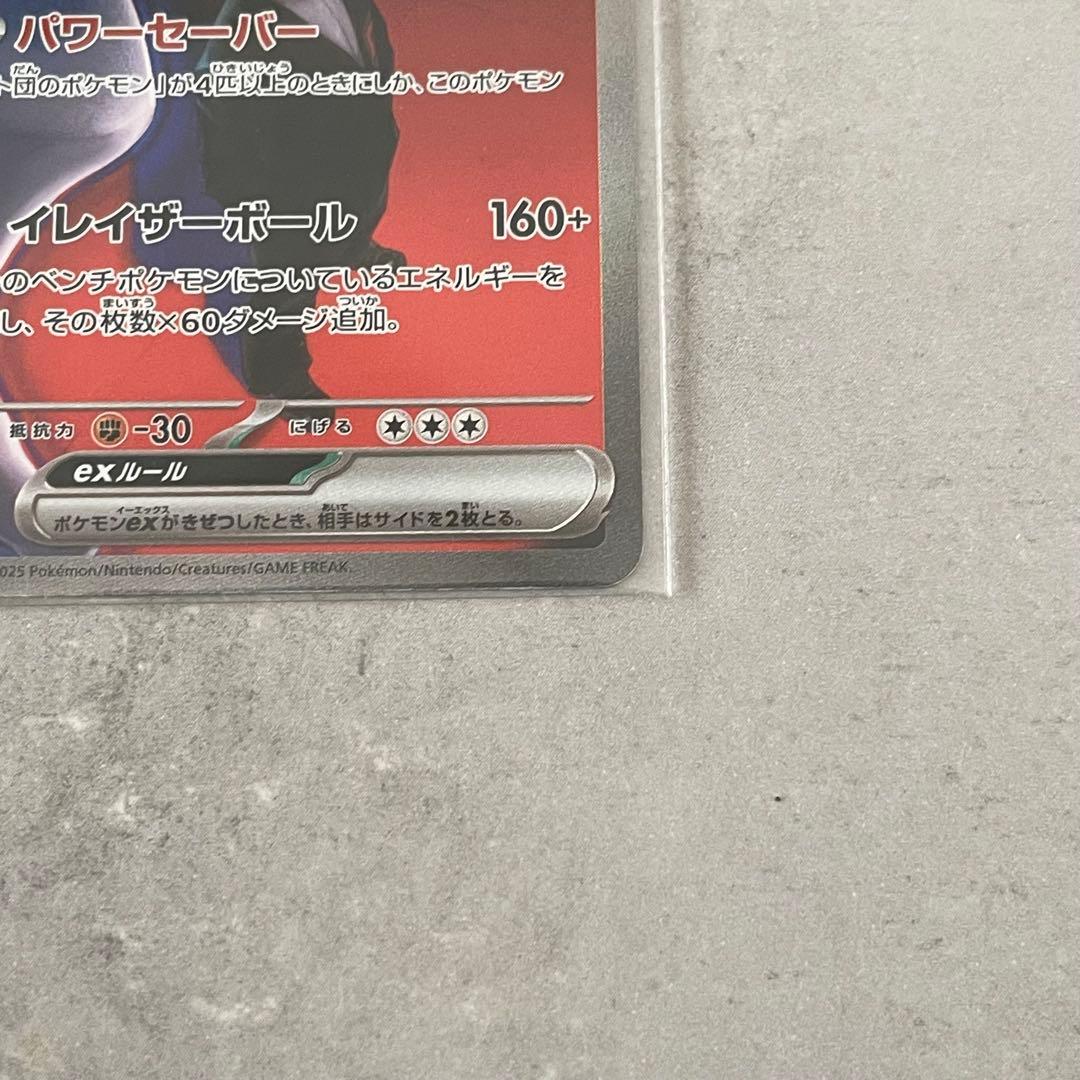 パワーセーバー
ト団のポケモン」が4匹以上のときにしか、このポケモン
イレイザーボール 160+
のベンチポケモンについているエネルギーを
し、その枚数×60ダメージ追加。
抵抗力 -30 にげる
exルール
ポケモンexがきぜつしたとき、相手はサイドを2枚とる。
025 Pokémon/Nintendo/Creatures/GAME FREAK.